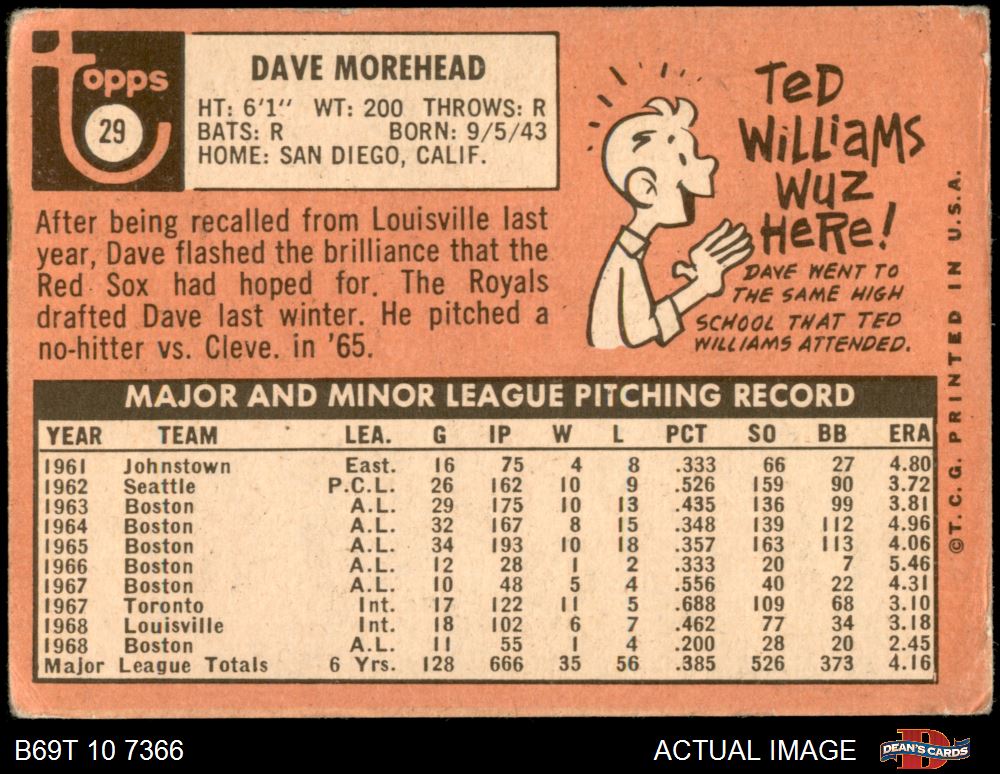 topps
29
DAVE MOREHEAD
HT: 6'1" WT: 200 THROWS: R
BATS: R BORN: 9/5/43
HOME: SAN DIEGO, CALIF.
After being recalled from Louisville last
year, Dave flashed the brilliance that the
Red Sox had hoped for. The Royals
drafted Dave last winter. He pitched a
no-hitter vs. Cleve. in '65.
TeD
WiLLiaMS
WUZ
HeRe!
DAVE WENT TO
THE SAME HIGH
SCHOOL THAT TED
WILLIAMS ATTENDED.
MAJOR AND MINOR LEAGUE PITCHING RECORD
YEAR TEAM LEA. G IP W L PCT SO BB ERA
1961 Johnstown East. 16 75 4 8 .333 66 27 4.80
1962 Seattle P.C.L. 26 162 10 9 .526 159 90 3.72
1963 Boston A.L. 29 175 10 13 .435 136 99 3.81
1964 Boston A.L. 32 167 8 15 .348 139 112 4.96
1965 Boston A.L. 34 193 10 18 .357 163 113 4.06
1966 Boston A.L. 12 28 1 2 .333 20 7 5.46
1967 Boston A.L. 10 48 5 4 .556 40 22 4.31
1967 Toronto Int. 17 122 11 5 .688 109 68 3.10
1968 Louisville Int. 18 102 6 7 .462 77 34 3.18
1968 Boston A.L. 11 55 1 4 .200 28 20 2.45
Major League Totals 6 Yrs. 128 666 35 56 .385 526 373 4.16
©T.C.G. PRINTED IN U.S.A.
B69T 10 7366
ACTUAL IMAGE
DEAN'S CARDS